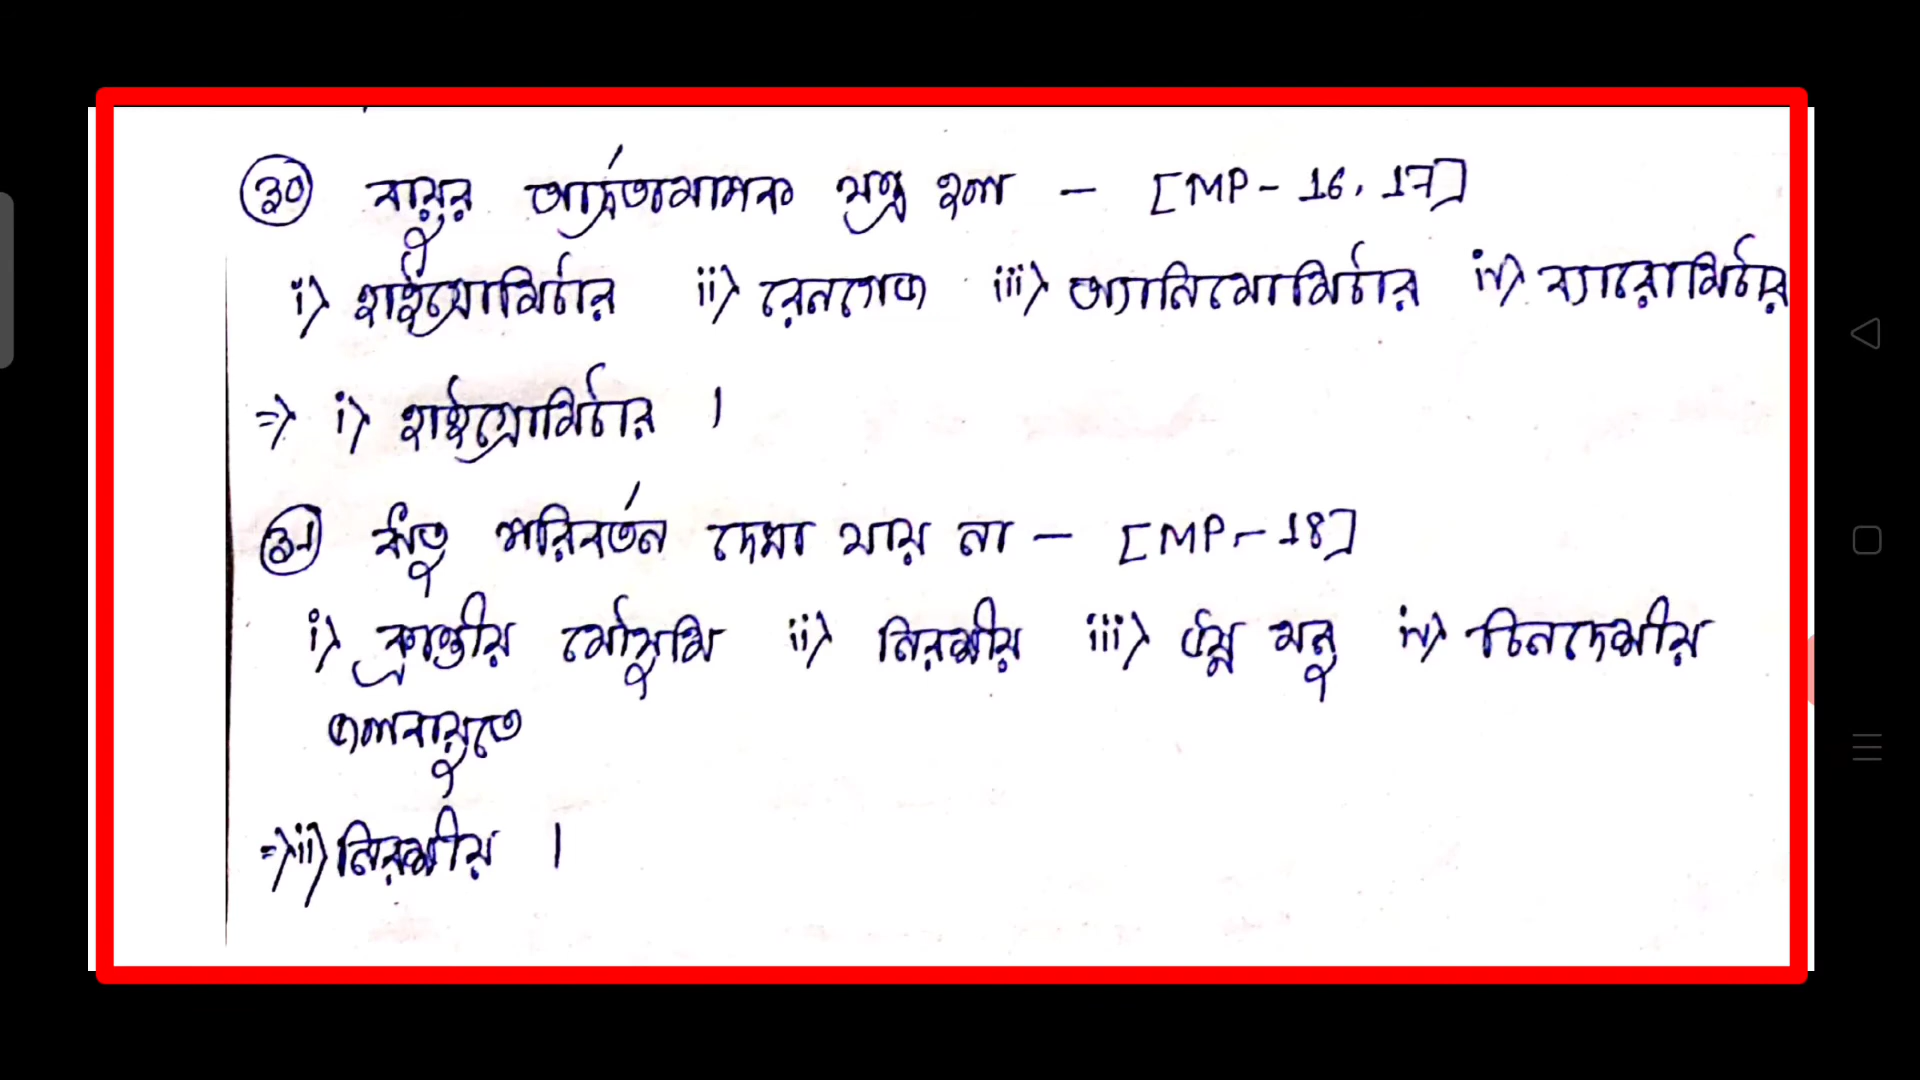 ৩০ বায়ুর আর্দ্রতামাপক যন্ত্র হল - [MP - 16, 17]
i) হাইগ্রোমিটার ii) রেনগেজ iii) অ্যানিমোমিটার iv) ব্যারোমিটার
=> i) হাইগ্রোমিটার ।
৩১ ঋতু পরিবর্তন দেখা যায় না - [MP - 18]
i) ক্রান্তীয় মৌসুমি ii) নিরক্ষীয় iii) উষ্ণ মরু iv) চিনদেশীয়
জলবায়ুতে
=> ii) নিরক্ষীয় ।